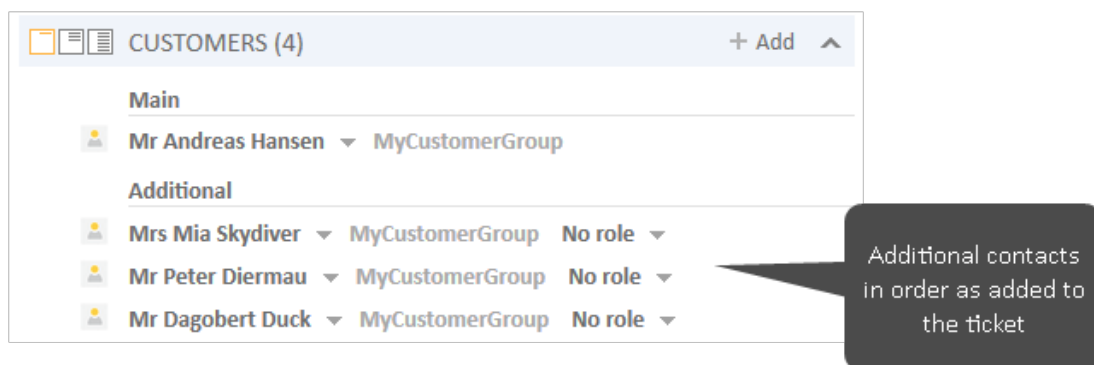 CUSTOMERS (4) + Add
Main
Mr Andreas Hansen MyCustomerGroup
Additional
Mrs Mia Skydiver MyCustomerGroup No role
Mr Peter Diermau MyCustomerGroup No role
Mr Dagobert Duck MyCustomerGroup No role
Additional contacts
in order as added to
the ticket